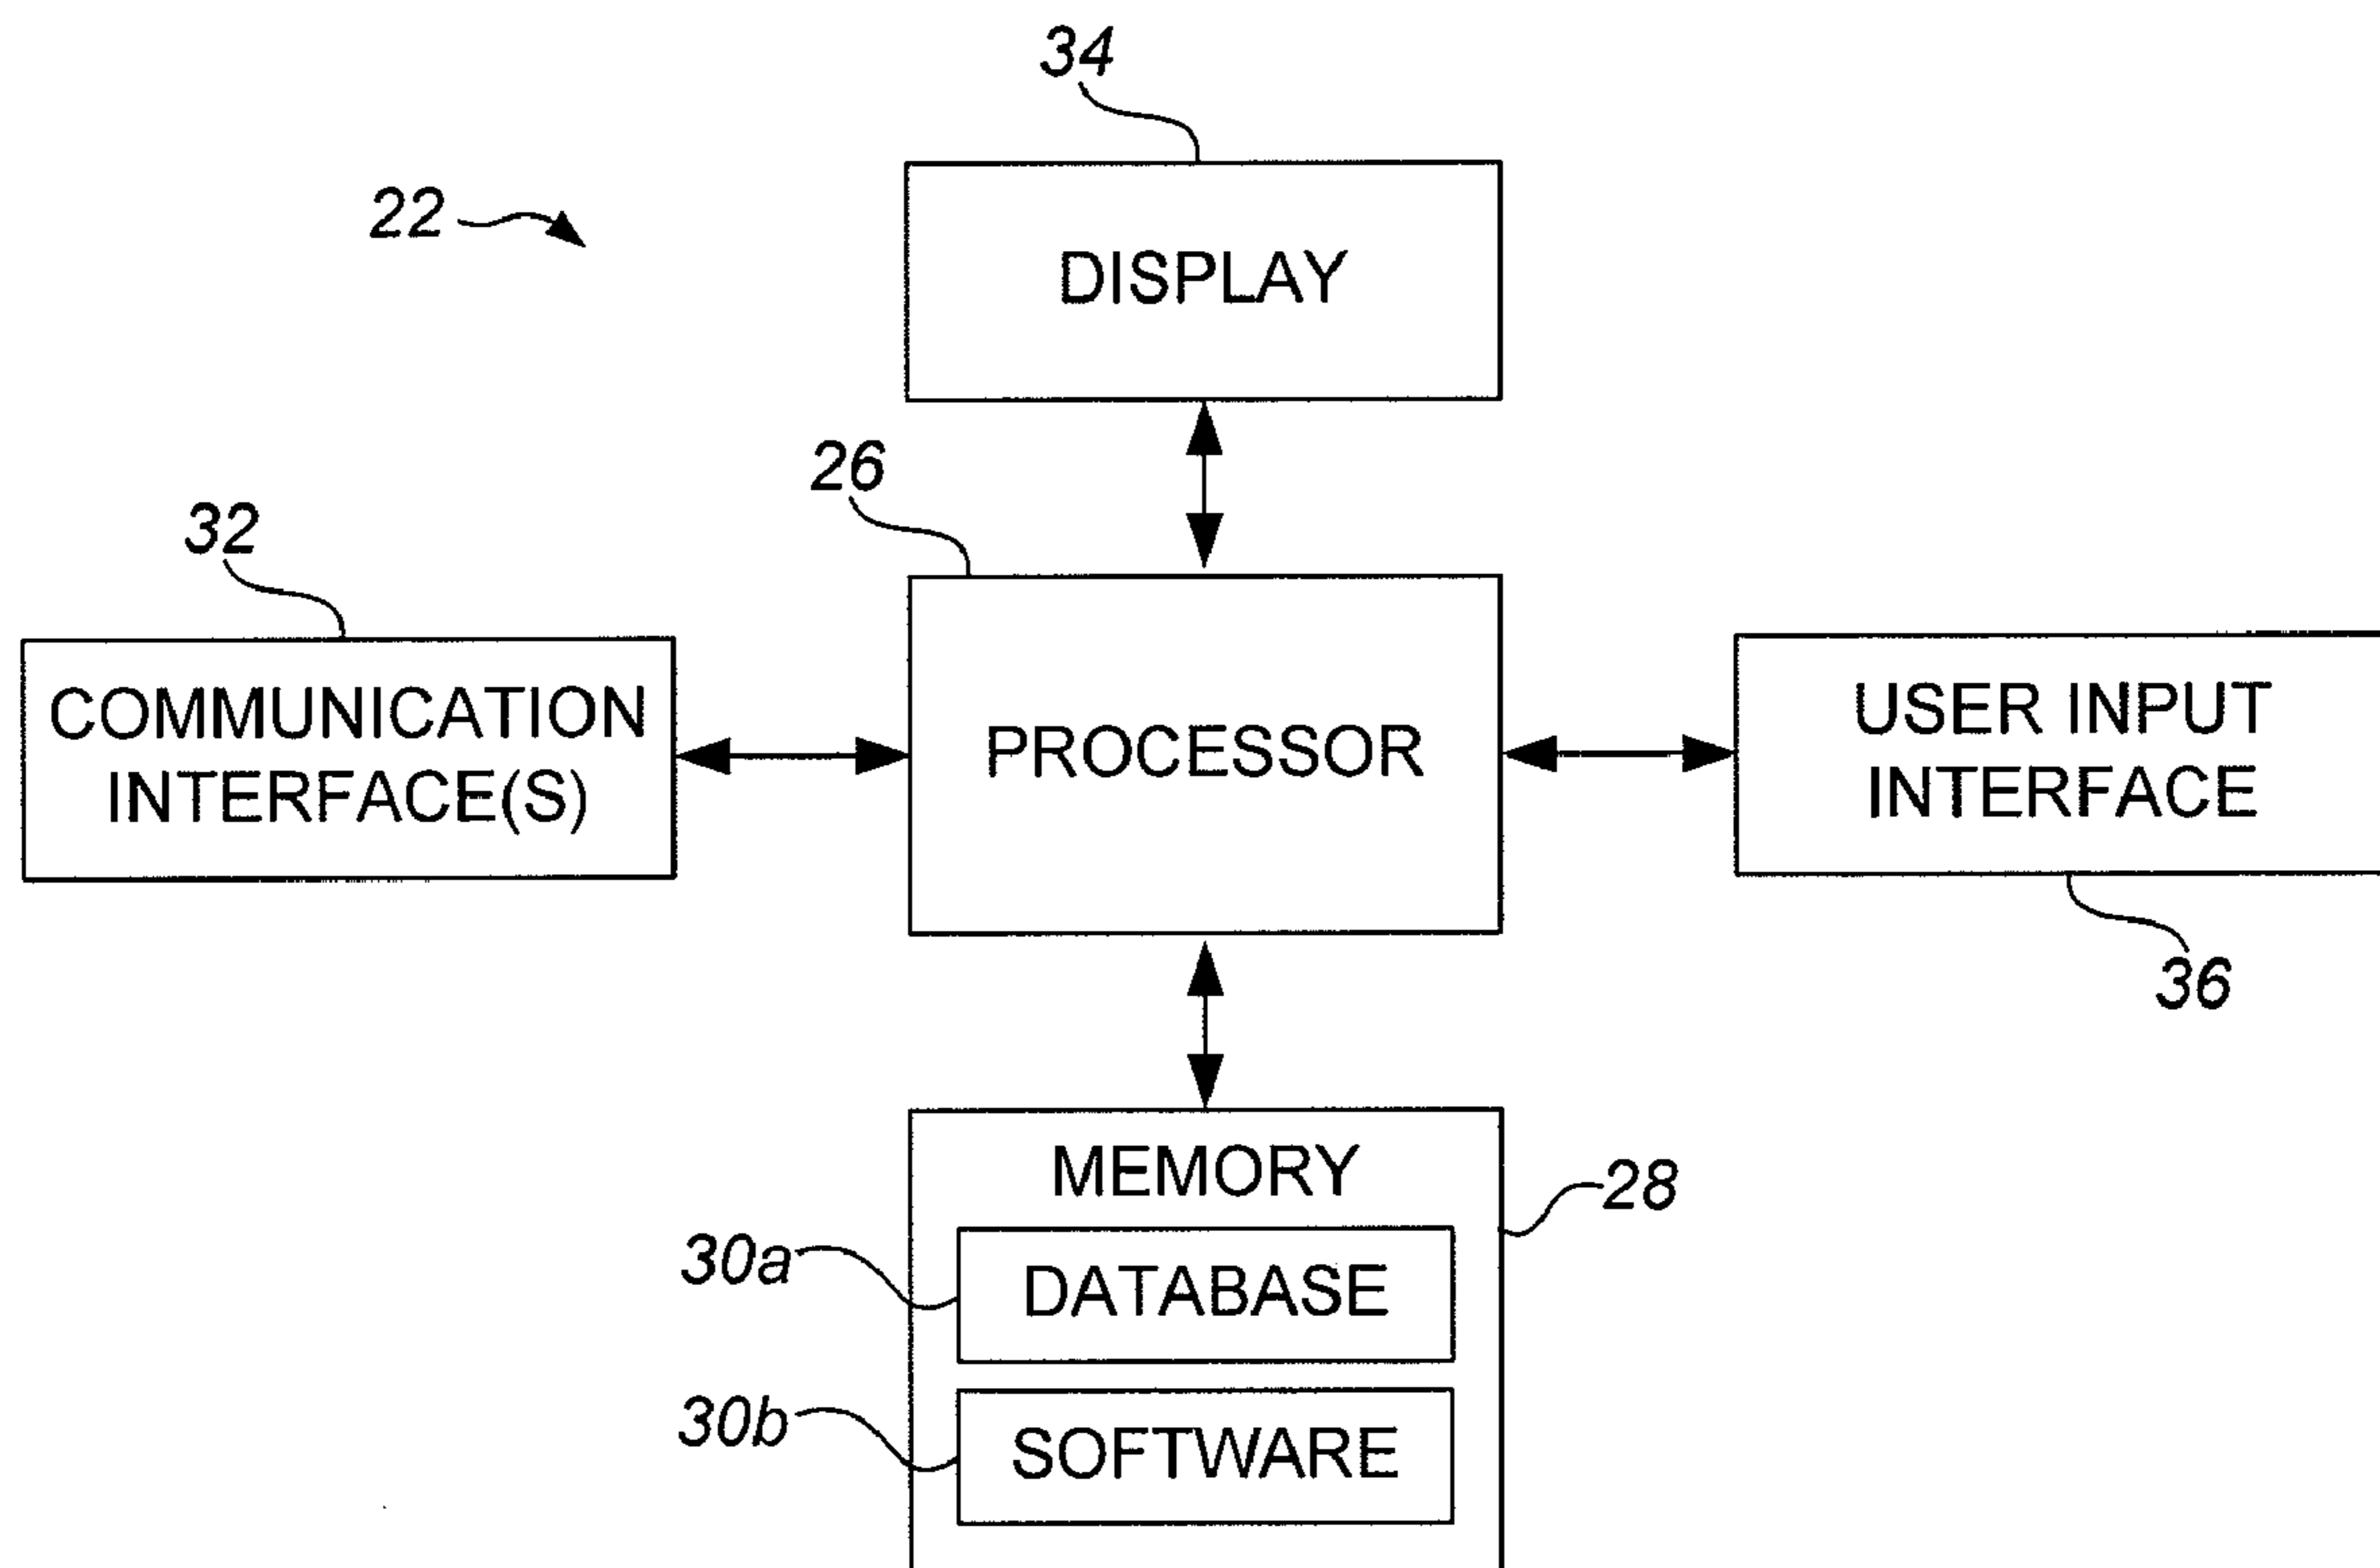 34
22
DISPLAY
26
32
COMMUNICATION
INTERFACE(S)
PROCESSOR
USER INPUT
INTERFACE
36
MEMORY
28
30a
DATABASE
30b
SOFTWARE